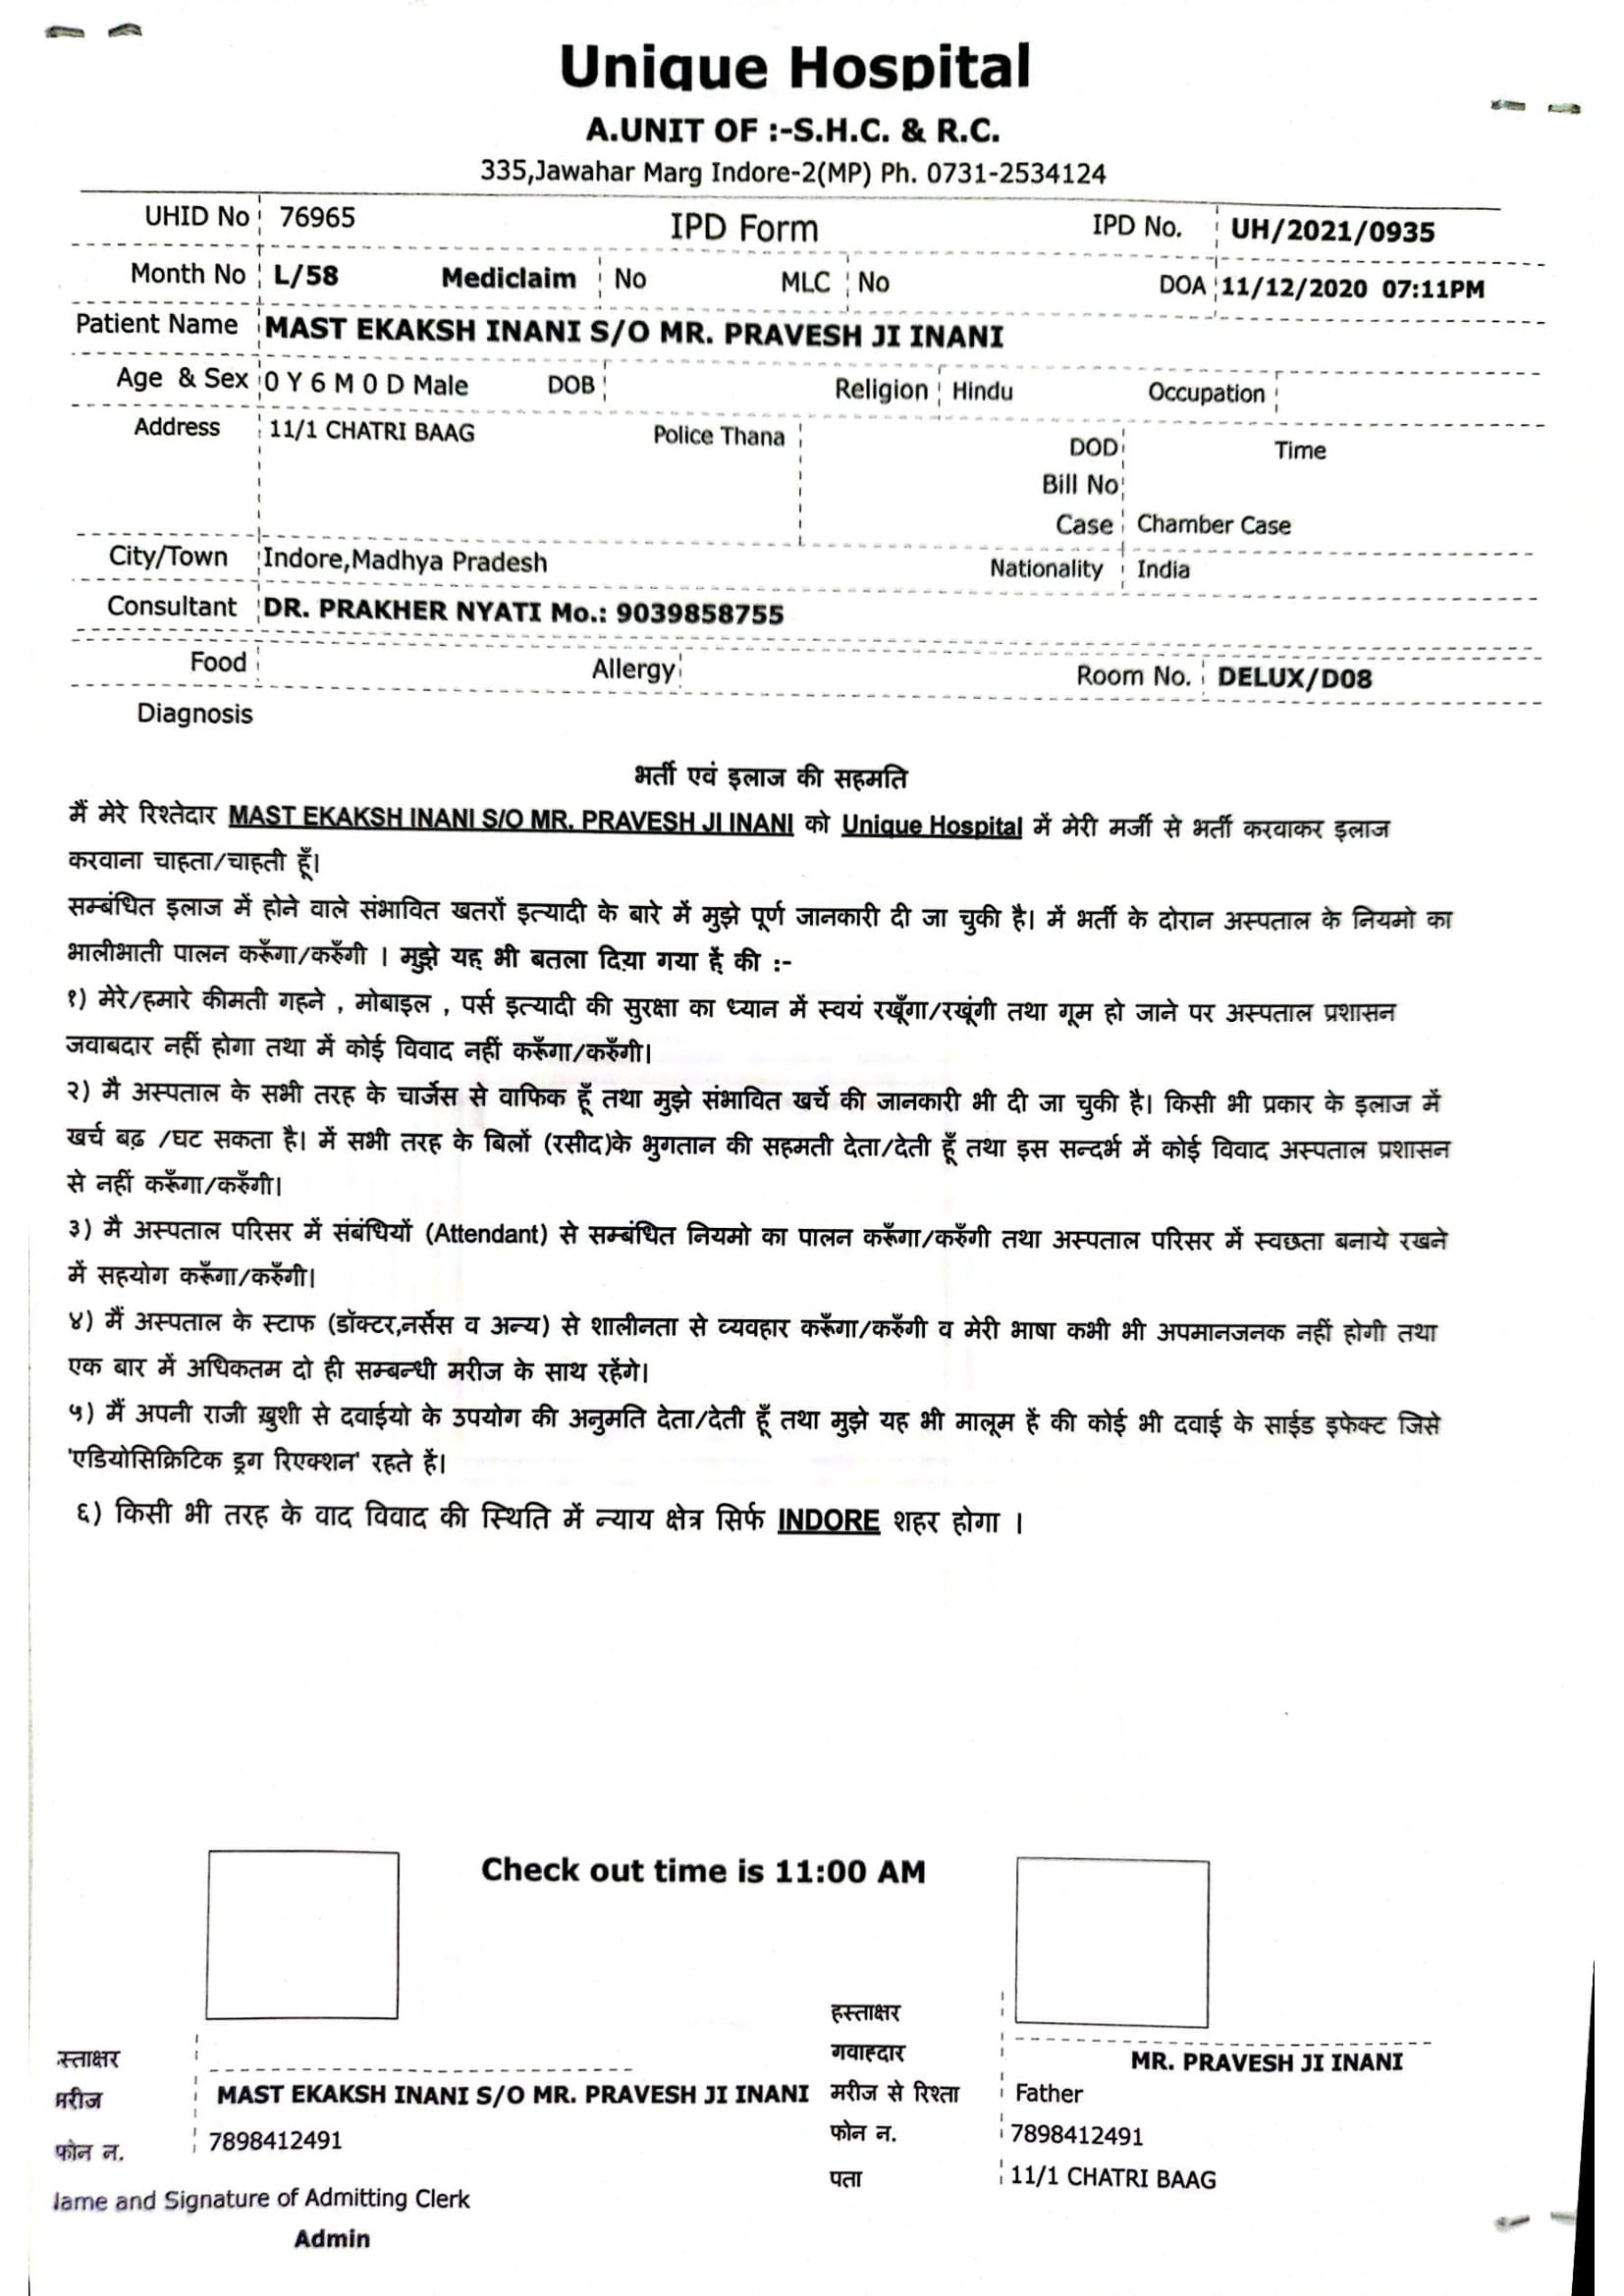 Unique Hospital
A.UNIT OF :-S.H.C. & R.C.
335,Jawahar Marg Indore-2(MP) Ph. 0731-2534124
UHID No 76965 IPD Form IPD No. UH/2021/0935
Month No L/58 Mediclaim No MLC No DOA 11/12/2020 07:11PM
Patient Name MAST EKAKSH INANI S/O MR. PRAVESH JI INANI
Age & Sex 0 Y 6 M 0 D Male DOB Religion Hindu Occupation
Address 11/1 CHATRI BAAG Police Thana DOD Time
Bill No
Case Chamber Case
City/Town Indore,Madhya Pradesh Nationality India
Consultant DR. PRAKHER NYATI Mo.: 9039858755
Food Allergy Room No. DELUX/D08
Diagnosis
भर्ती एवं इलाज की सहमति
मैं मेरे रिश्तेदार MAST EKAKSH INANI S/O MR. PRAVESH JI INANI को Unique Hospital में मेरी मर्जी से भर्ती करवाकर इलाज
करवाना चाहता/चाहती हूँ।
सम्बंधित इलाज में होने वाले संभावित खतरों इत्यादी के बारे में मुझे पूर्ण जानकारी दी जा चुकी है। में भर्ती के दोरान अस्पताल के नियमो का
भालीभाती पालन करूँगा/करुँगी । मुझे यह भी बतला दिया गया हैं की :-
१) मेरे/हमारे कीमती गहने , मोबाइल , पर्स इत्यादी की सुरक्षा का ध्यान में स्वयं रखूँगा/रखूंगी तथा गूम हो जाने पर अस्पताल प्रशासन
जवाबदार नहीं होगा तथा में कोई विवाद नहीं करूँगा/करुँगी।
२) मै अस्पताल के सभी तरह के चार्जेस से वाफिक हूँ तथा मुझे संभावित खर्चे की जानकारी भी दी जा चुकी है। किसी भी प्रकार के इलाज में
खर्च बढ़ /घट सकता है। में सभी तरह के बिलों (रसीद)के भुगतान की सहमती देता/देती हूँ तथा इस सन्दर्भ में कोई विवाद अस्पताल प्रशासन
से नहीं करूँगा/करुँगी।
३) मै अस्पताल परिसर में संबंधियों (Attendant) से सम्बंधित नियमो का पालन करूँगा/करुँगी तथा अस्पताल परिसर में स्वछता बनाये रखने
में सहयोग करूँगा/करुँगी।
४) मैं अस्पताल के स्टाफ (डॉक्टर,नर्सेस व अन्य) से शालीनता से व्यवहार करूँगा/करुँगी व मेरी भाषा कभी भी अपमानजनक नहीं होगी तथा
एक बार में अधिकतम दो ही सम्बन्धी मरीज के साथ रहेंगे।
५) मैं अपनी राजी ख़ुशी से दवाईयो के उपयोग की अनुमति देता/देती हूँ तथा मुझे यह भी मालूम हैं की कोई भी दवाई के साईड इफेक्ट जिसे
'एडियोसिक्रिटिक ड्रग रिएक्शन' रहते हैं।
६) किसी भी तरह के वाद विवाद की स्थिति में न्याय क्षेत्र सिर्फ INDORE शहर होगा ।
Check out time is 11:00 AM
हस्ताक्षर
स्ताक्षर गवाहदार MR. PRAVESH JI INANI
मरीज MAST EKAKSH INANI S/O MR. PRAVESH JI INANI मरीज से रिश्ता Father
फोन न. 7898412491 फोन न. 7898412491
पता 11/1 CHATRI BAAG
lame and Signature of Admitting Clerk
Admin